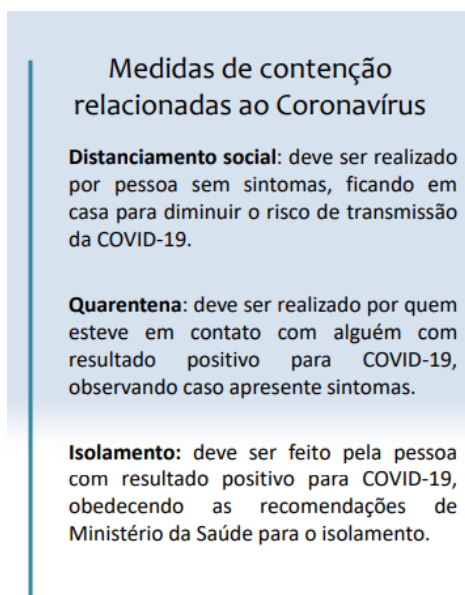 Medidas de contenção
relacionadas ao Coronavírus
Distanciamento social: deve ser realizado
por pessoa sem sintomas, ficando em
casa para diminuir o risco de transmissão
da COVID-19.
Quarentena: deve ser realizado por quem
esteve em contato com alguém com
resultado positivo para COVID-19,
observando caso apresente sintomas.
Isolamento: deve ser feito pela pessoa
com resultado positivo para COVID-19,
obedecendo as recomendações de
Ministério da Saúde para o isolamento.